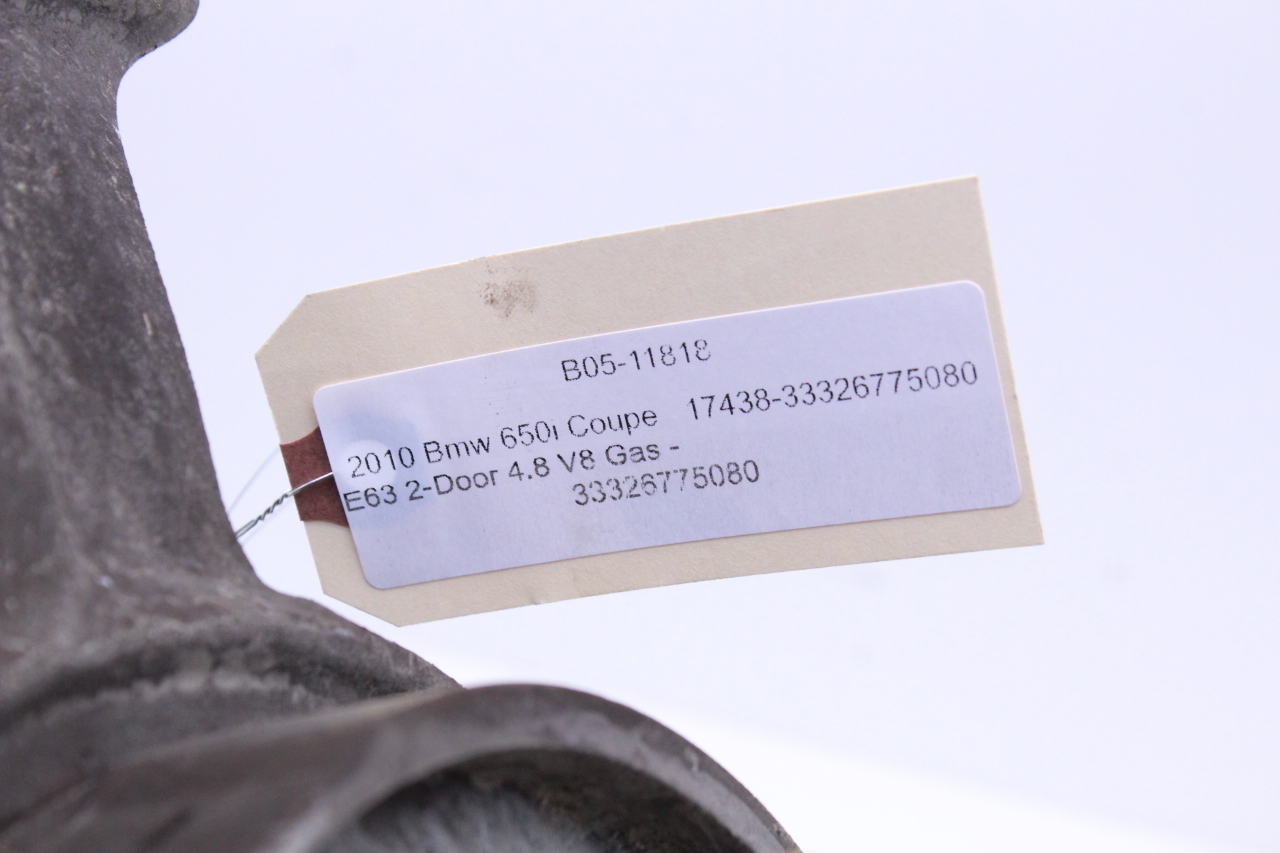 B05-11818
2010 Bmw 650i Coupe 17438-33326775080
E63 2-Door 4.8 V8 Gas -
33326775080